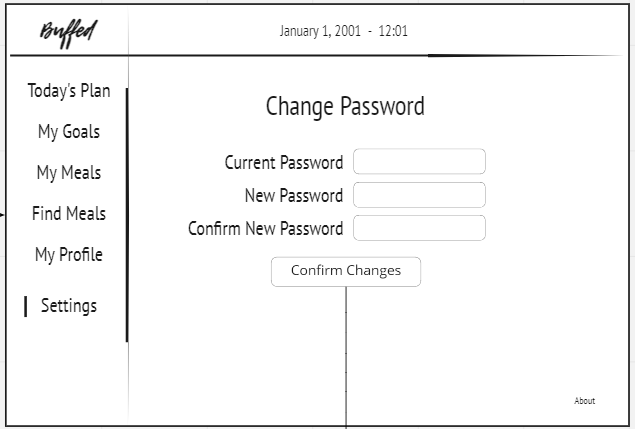 Buffed
January 1, 2001 - 12:01
Today's Plan
My Goals
My Meals
Find Meals
My Profile
Settings
Change Password
Current Password
New Password
Confirm New Password
Confirm Changes
About